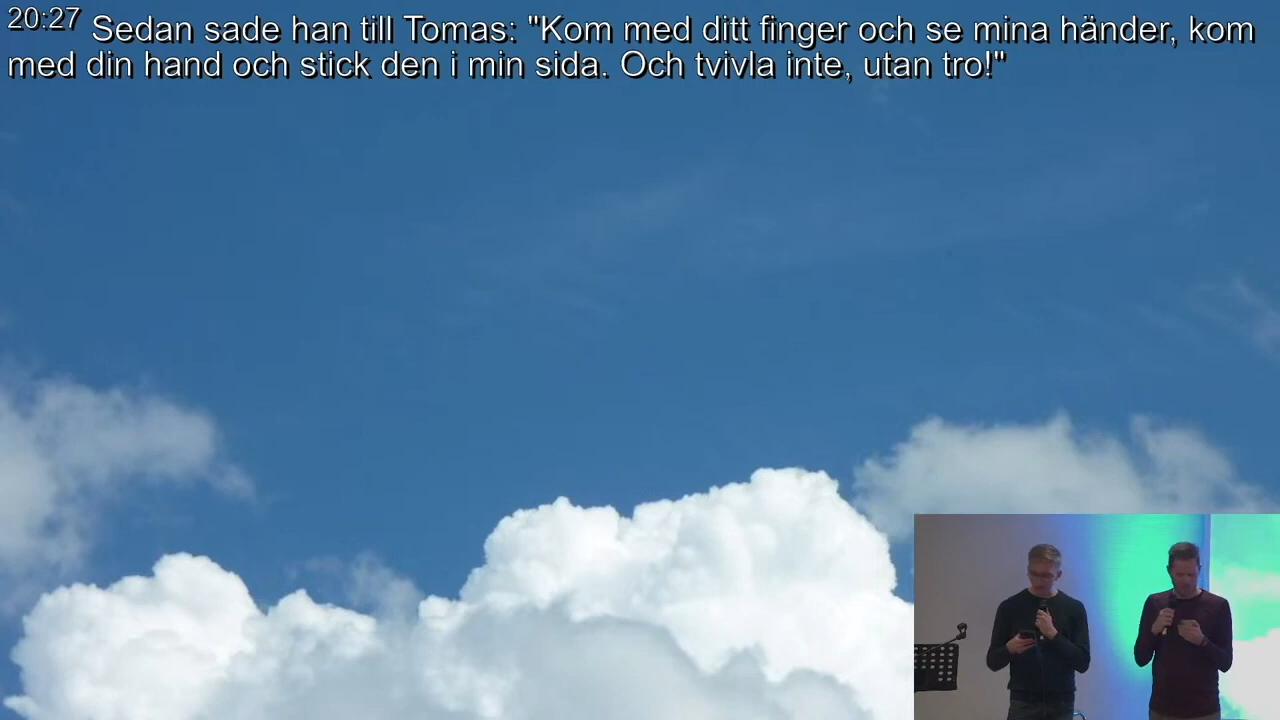 20:27 Sedan sade han till Tomas: "Kom med ditt finger och se mina händer, kom
med din hand och stick den i min sida. Och tvivla inte, utan tro!"